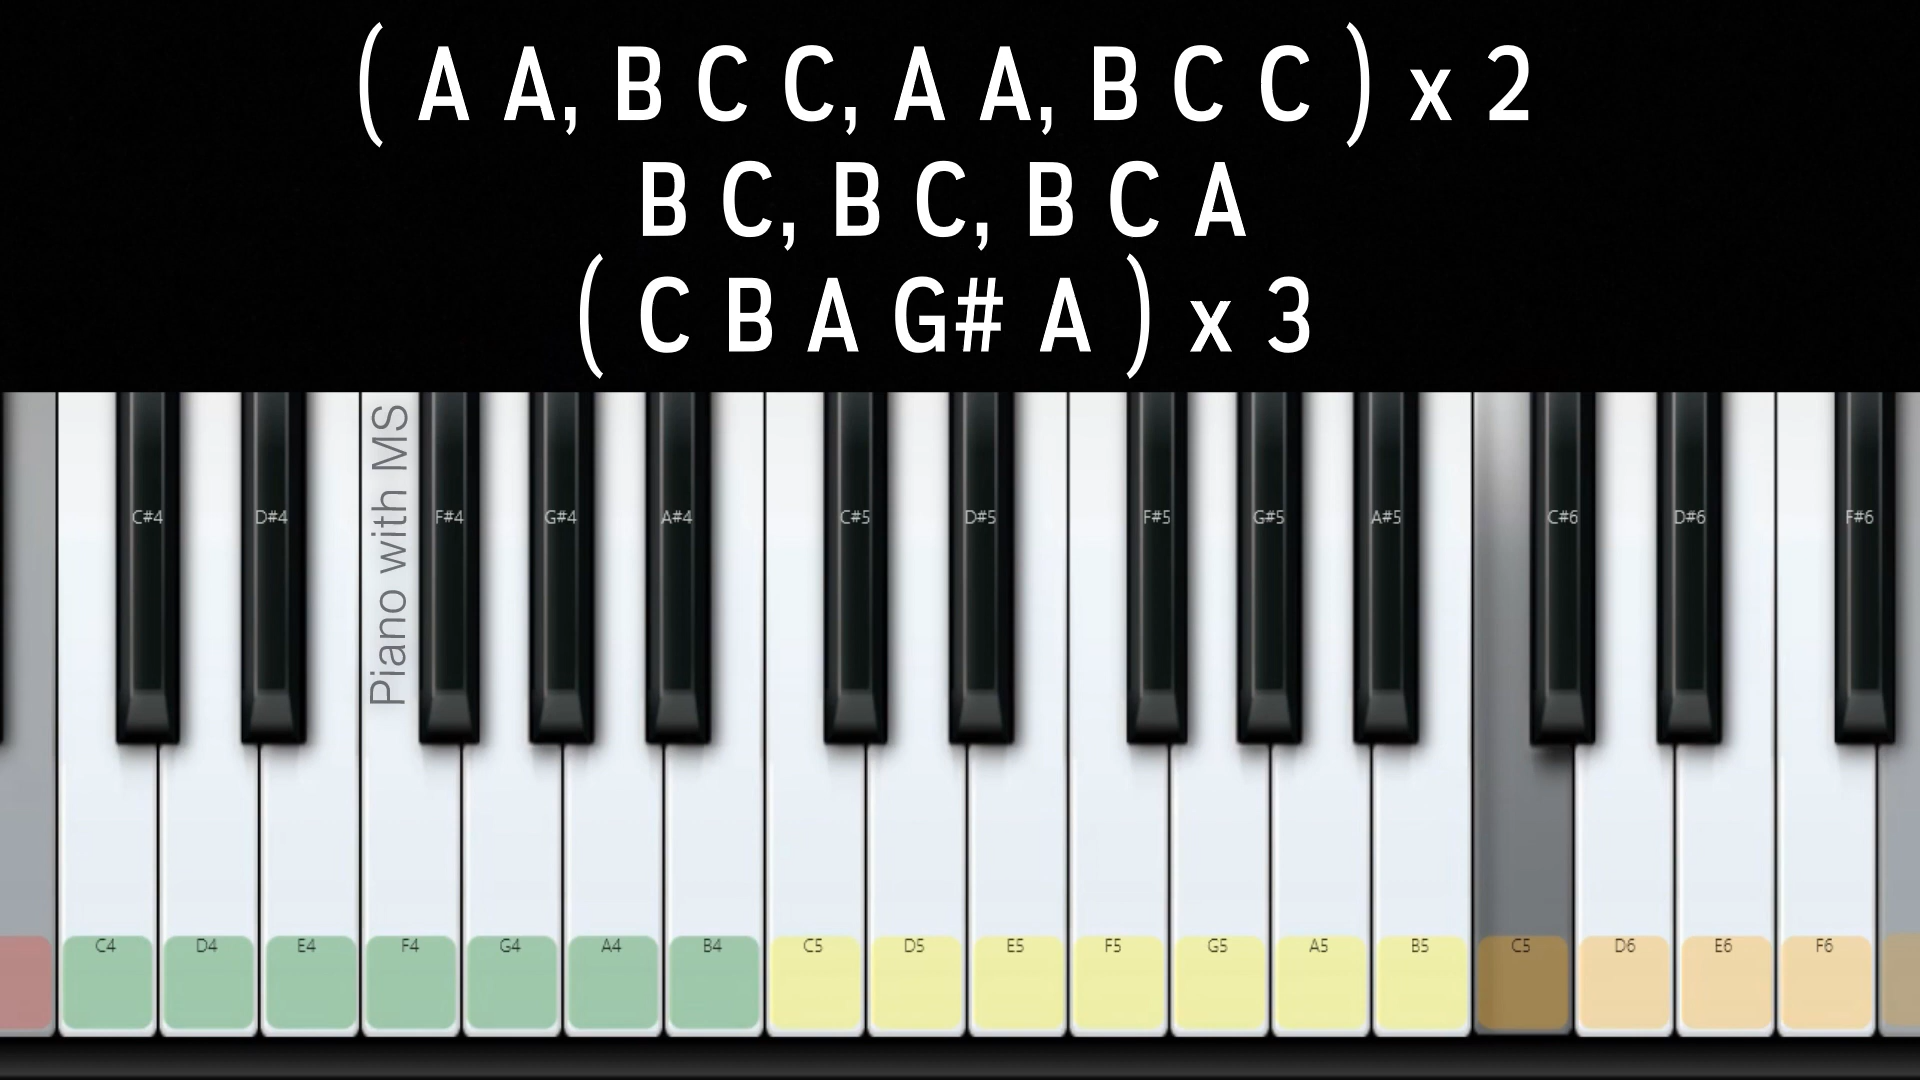 ( A A, B C C, A A, B C C ) x 2
B C, B C, B C A
( C B A G# A ) x 3
Piano with MS
C#4 D#4 F#4 G#4 A#4 C#5 D#5 F#5 G#5 A#5 C#6 D#6 F#6
C4 D4 E4 F4 G4 A4 B4 C5 D5 E5 F5 G5 A5 B5 C5 D6 E6 F6